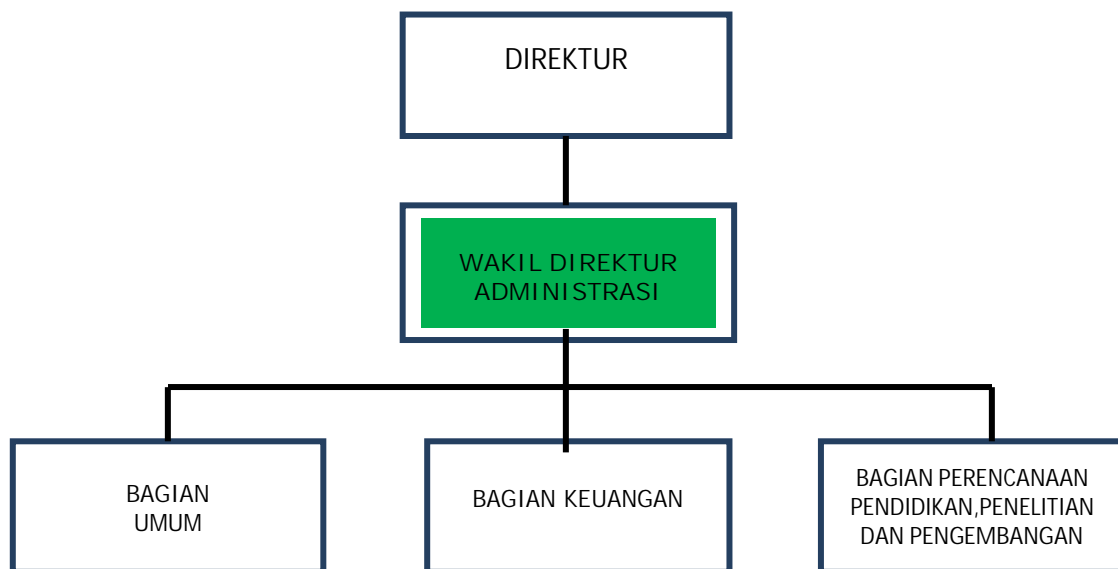 DIREKTUR
WAKIL DIREKTUR
ADMINISTRASI
BAGIAN
UMUM
BAGIAN KEUANGAN
BAGIAN PERENCANAAN
PENDIDIKAN,PENELITIAN
DAN PENGEMBANGAN